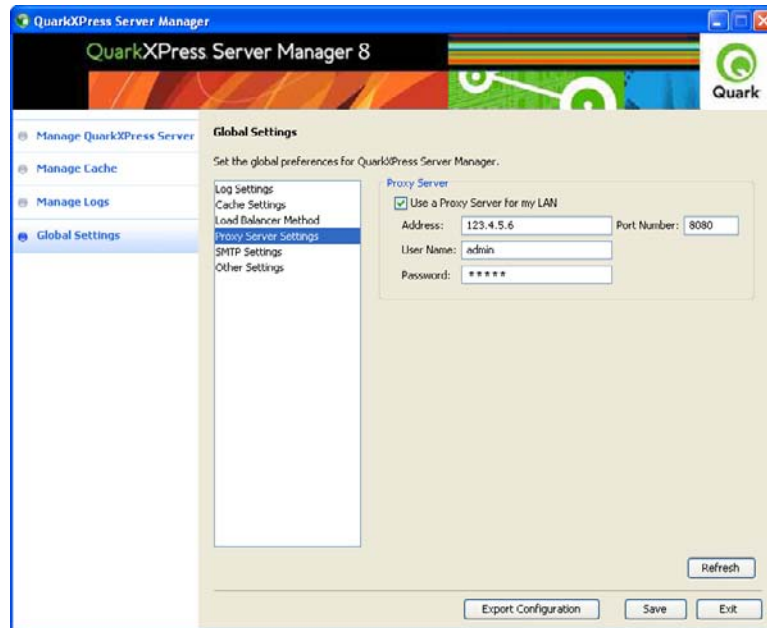 QuarkXPress Server Manager
QuarkXPress Server Manager 8
Quark
Manage QuarkXPress Server
Manage Cache
Manage Logs
Global Settings
Global Settings
Set the global preferences for QuarkXPress Server Manager.
Log Settings
Cache Settings
Load Balancer Method
Proxy Server Settings
SMTP Settings
Other Settings
Proxy Server
Use a Proxy Server for my LAN
Address: 123.4.5.6 Port Number: 8080
User Name: admin
Password: *****
Refresh
Export Configuration Save Exit